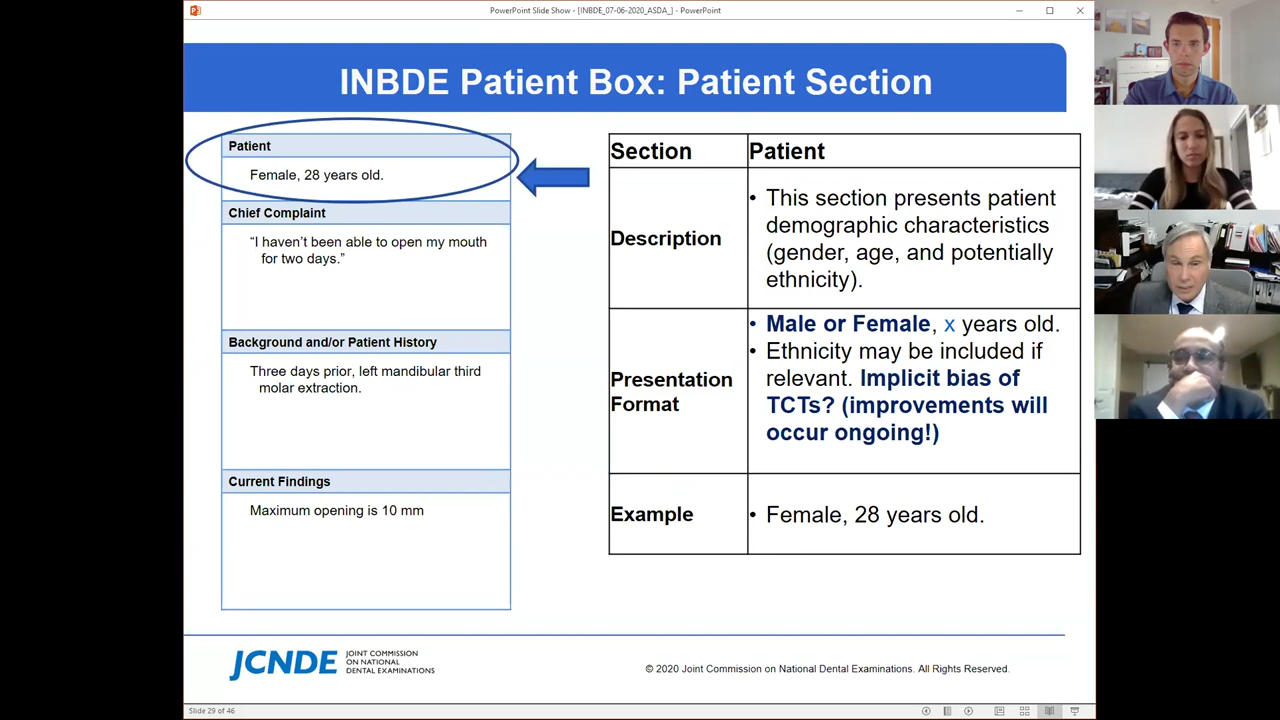 PowerPoint Slide Show - [INBDE_07-06-2020_ASDA_] - PowerPoint
INBDE Patient Box: Patient Section
Patient
Female, 28 years old.
Chief Complaint
“I haven’t been able to open my mouth
for two days.”
Background and/or Patient History
Three days prior, left mandibular third
molar extraction.
Current Findings
Maximum opening is 10 mm
Section
Patient
Description
• This section presents patient
demographic characteristics
(gender, age, and potentially
ethnicity).
Presentation
Format
• Male or Female, x years old.
• Ethnicity may be included if
relevant. Implicit bias of
TCTs? (improvements will
occur ongoing!)
Example
• Female, 28 years old.
JCNDE
JOINT COMMISSION
ON NATIONAL
DENTAL EXAMINATIONS
© 2020 Joint Commission on National Dental Examinations. All Rights Reserved.
Slide 29 of 46